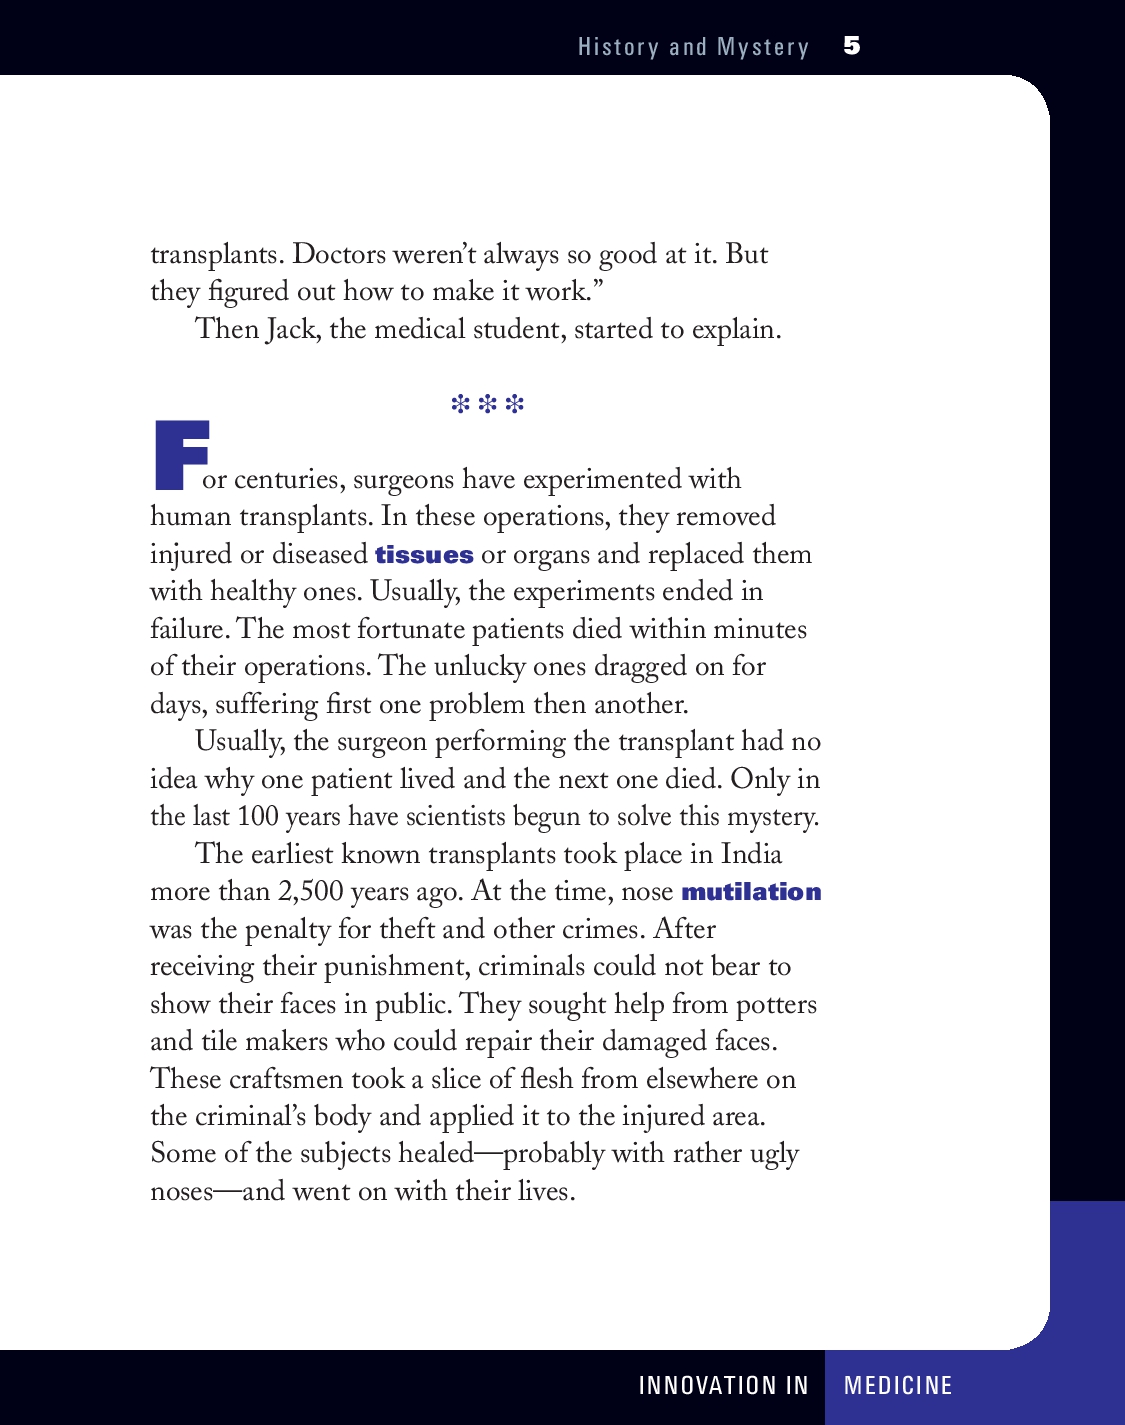 History and Mystery 5
transplants. Doctors weren’t always so good at it. But
they figured out how to make it work.”
Then Jack, the medical student, started to explain.
❇ ❇ ❇
For centuries, surgeons have experimented with
human transplants. In these operations, they removed
injured or diseased tissues or organs and replaced them
with healthy ones. Usually, the experiments ended in
failure. The most fortunate patients died within minutes
of their operations. The unlucky ones dragged on for
days, suffering first one problem then another.
Usually, the surgeon performing the transplant had no
idea why one patient lived and the next one died. Only in
the last 100 years have scientists begun to solve this mystery.
The earliest known transplants took place in India
more than 2,500 years ago. At the time, nose mutilation
was the penalty for theft and other crimes. After
receiving their punishment, criminals could not bear to
show their faces in public. They sought help from potters
and tile makers who could repair their damaged faces.
These craftsmen took a slice of flesh from elsewhere on
the criminal’s body and applied it to the injured area.
Some of the subjects healed—probably with rather ugly
noses—and went on with their lives.
INNOVATION IN MEDICINE